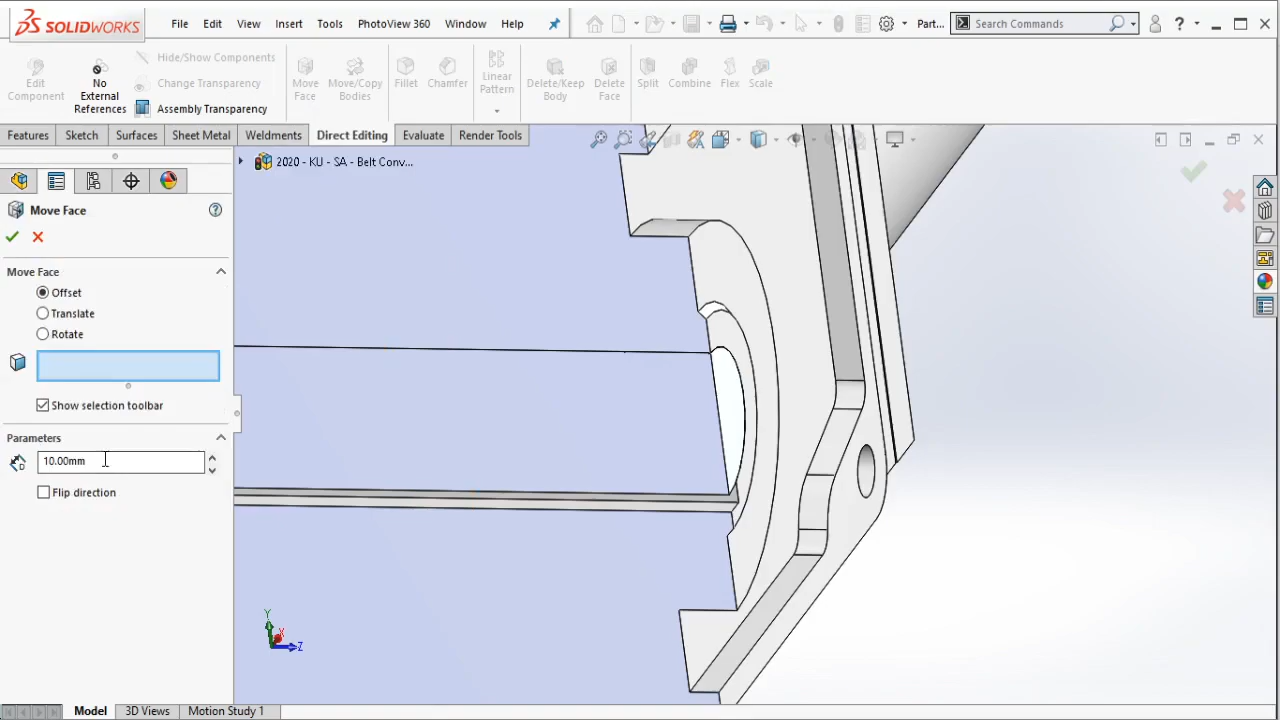 SOLIDWORKS
File Edit View Insert Tools PhotoView 360 Window Help
Part...
Search Commands
Edit Component
No External References
Hide/Show Components
Change Transparency
Assembly Transparency
Move Face
Move/Copy Bodies
Fillet
Chamfer
Linear Pattern
Delete/Keep Body
Delete Face
Split
Combine
Flex
Scale
Features Sketch Surfaces Sheet Metal Weldments Direct Editing Evaluate Render Tools
2020 - KU - SA - Belt Conv...
Move Face
Move Face
Offset
Translate
Rotate
Show selection toolbar
Parameters
10.00mm
Flip direction
Y
X
Z
Model 3D Views Motion Study 1